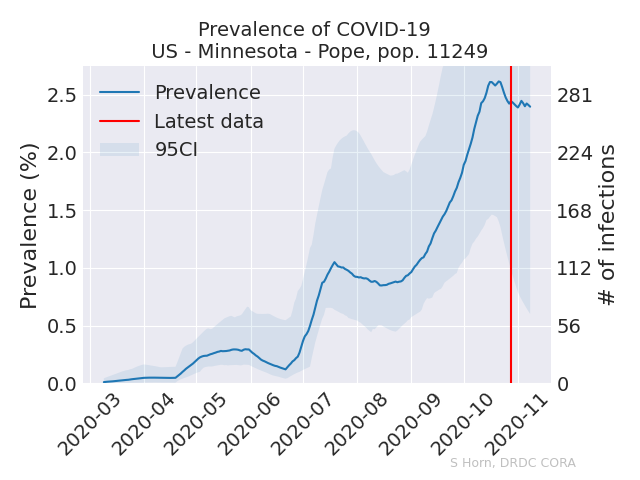 Prevalence of COVID-19
US - Minnesota - Pope, pop. 11249
Prevalence
Latest data
95CI
Prevalence (%)
2.5
2.0
1.5
1.0
0.5
0.0
281
224
168
112
56
0
# of infections
2020-03
2020-04
2020-05
2020-06
2020-07
2020-08
2020-09
2020-10
2020-11
S Horn, DRDC CORA